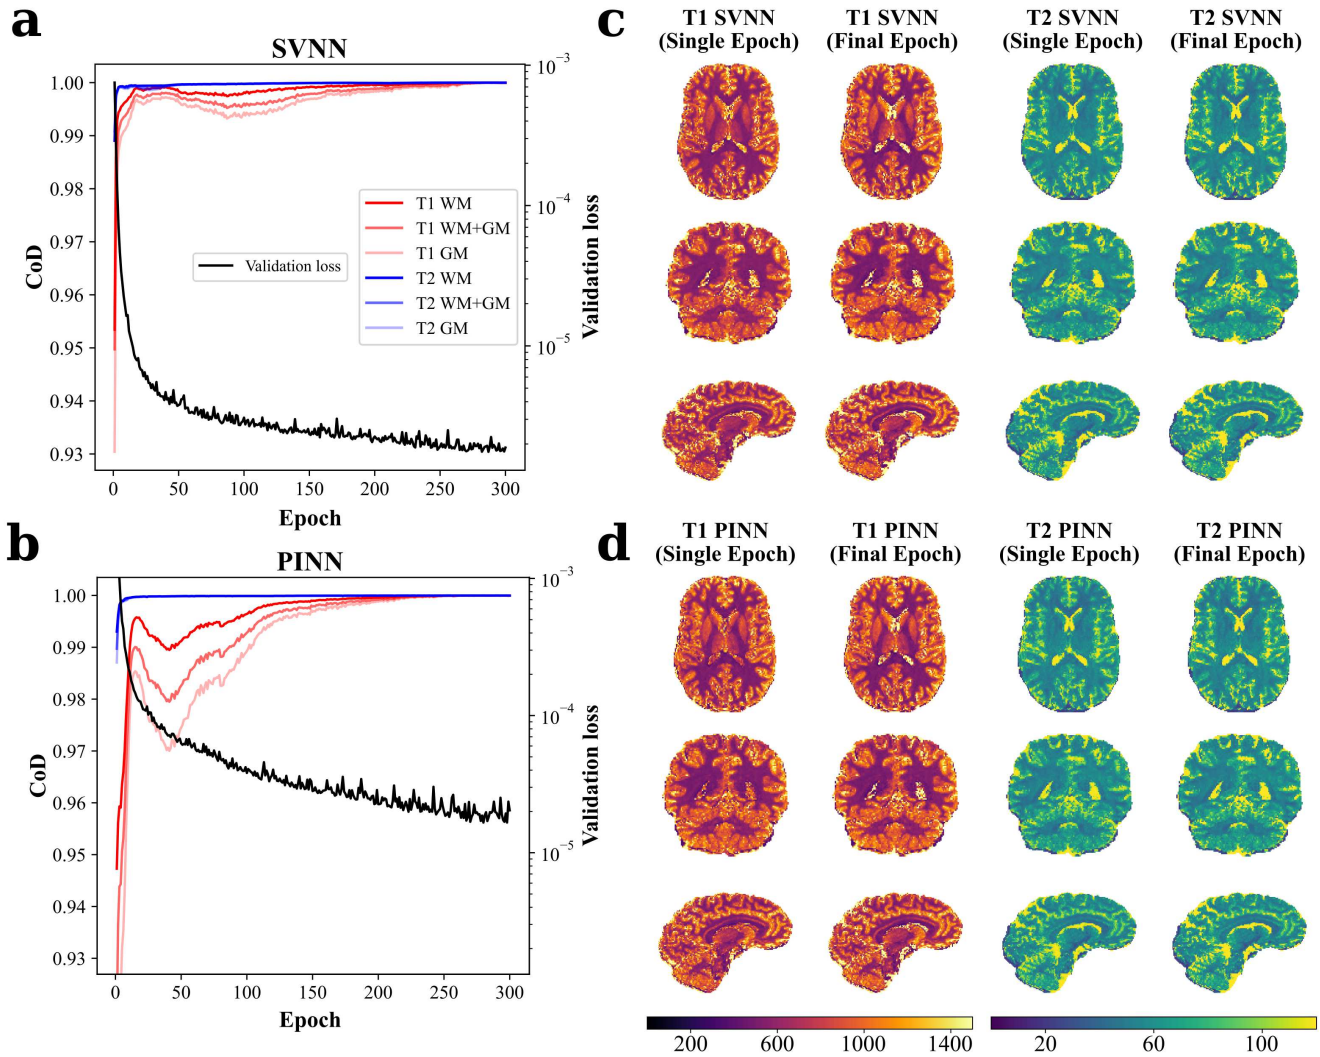 a
SVNN
1.00
0.99
0.98
0.97
0.96
0.95
0.94
0.93
CoD
10⁻³
10⁻⁴
10⁻⁵
Validation loss
Validation loss
T1 WM
T1 WM+GM
T1 GM
T2 WM
T2 WM+GM
T2 GM
0 50 100 150 200 250 300
Epoch
b
PINN
1.00
0.99
0.98
0.97
0.96
0.95
0.94
0.93
CoD
10⁻³
10⁻⁴
10⁻⁵
Validation loss
0 50 100 150 200 250 300
Epoch
c
T1 SVNN
(Single Epoch)
T1 SVNN
(Final Epoch)
T2 SVNN
(Single Epoch)
T2 SVNN
(Final Epoch)
d
T1 PINN
(Single Epoch)
T1 PINN
(Final Epoch)
T2 PINN
(Single Epoch)
T2 PINN
(Final Epoch)
200 600 1000 1400
20 60 100